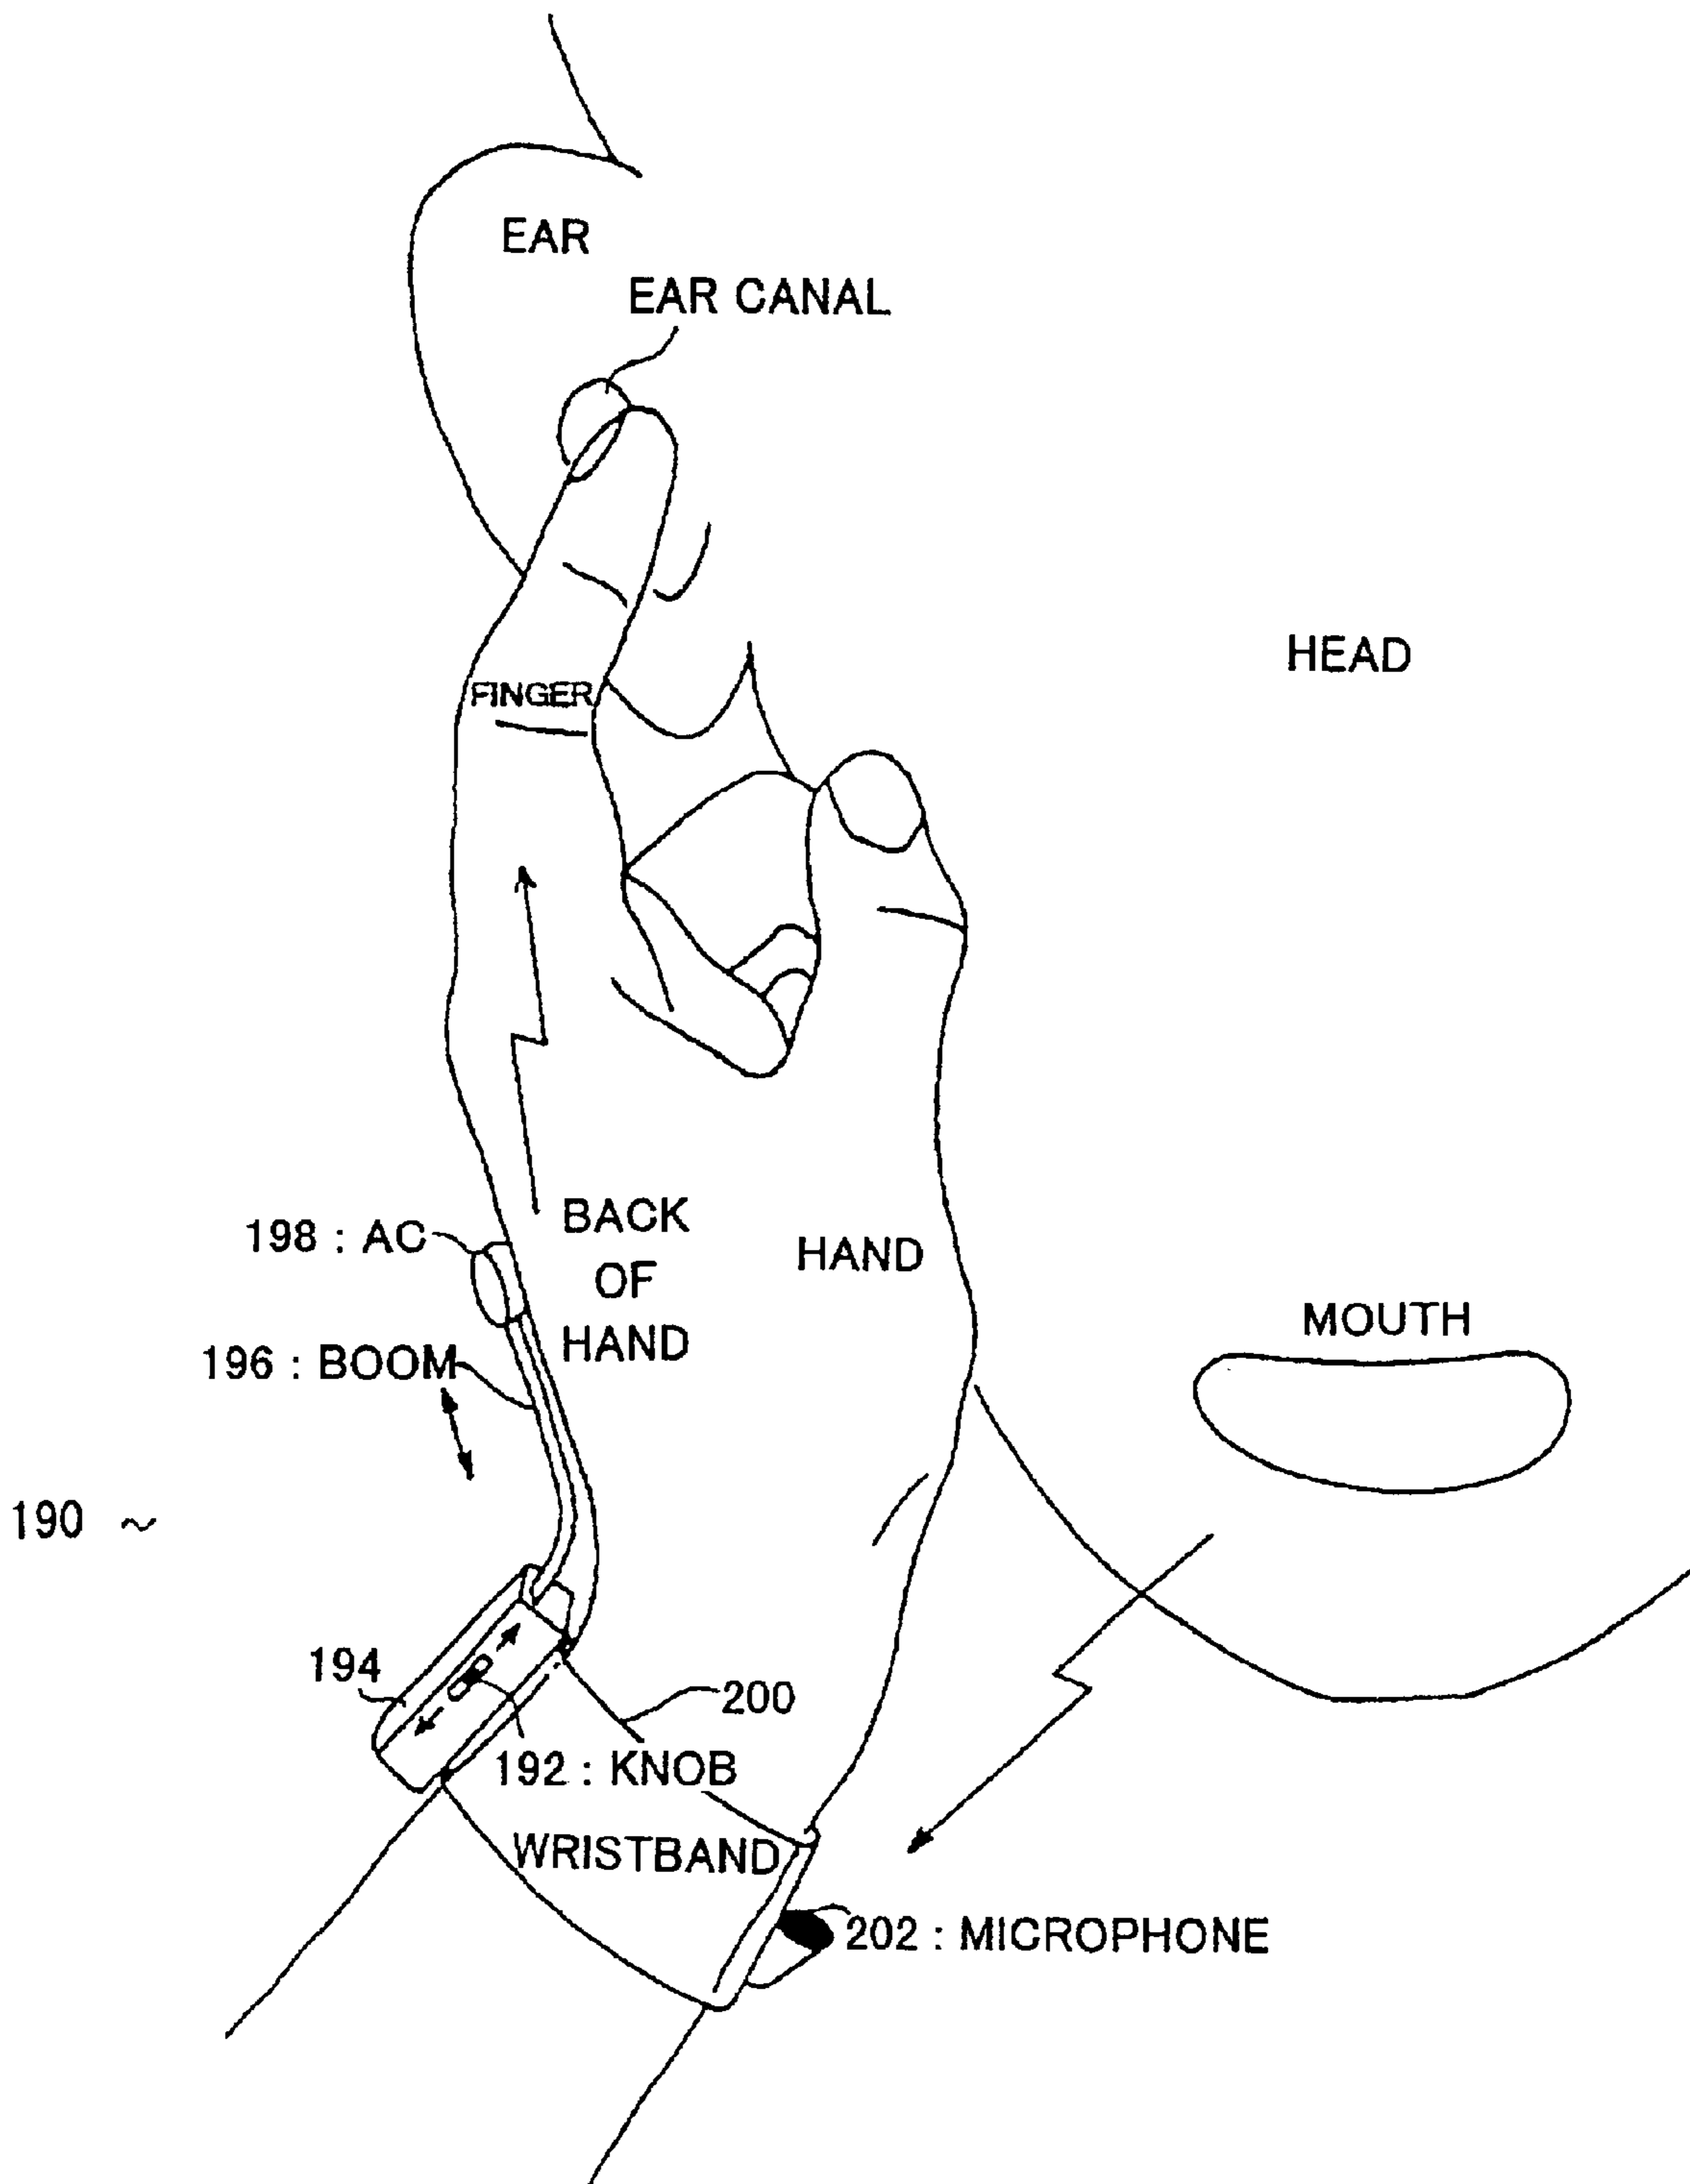 EAR
EAR CANAL
HEAD
FINGER
198 : AC
BACK
OF
HAND
HAND
MOUTH
196 : BOOM
190 ~
194
200
192 : KNOB
WRISTBAND
202 : MICROPHONE